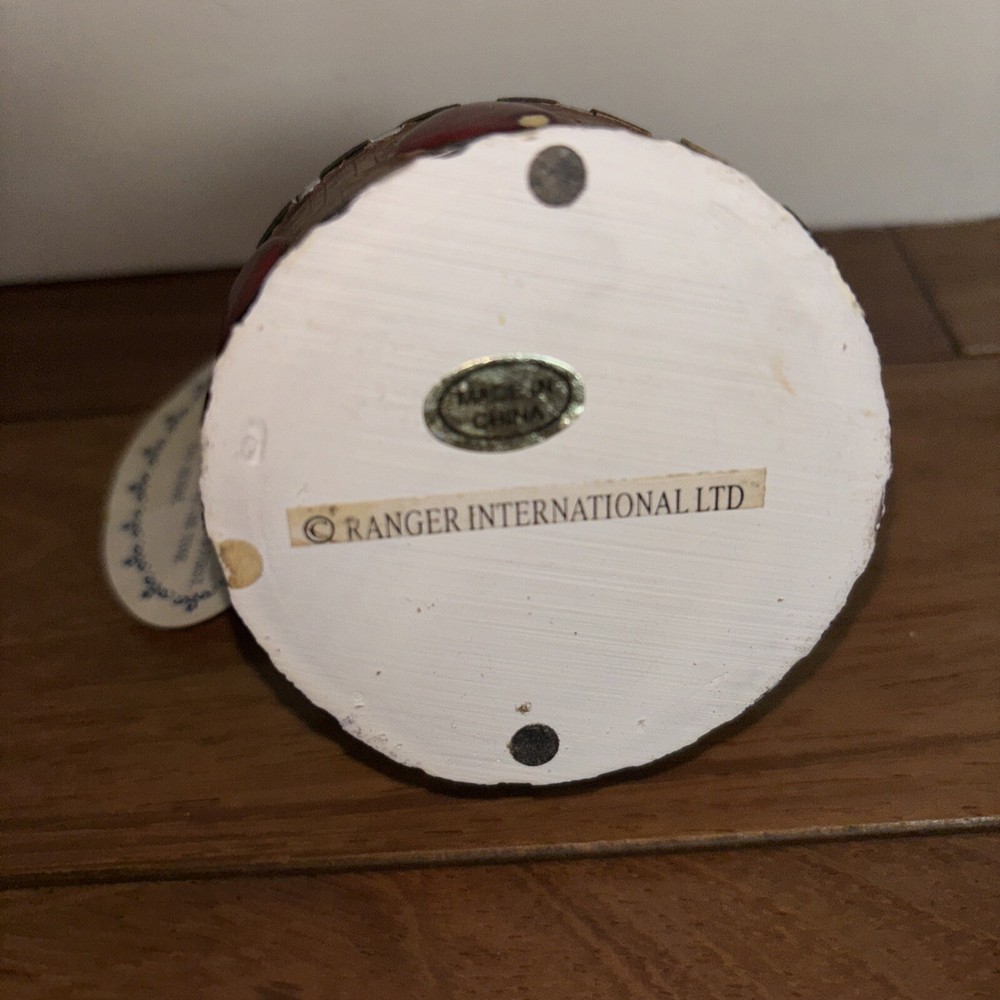 MADE IN
CHINA
© RANGER INTERNATIONAL LTD